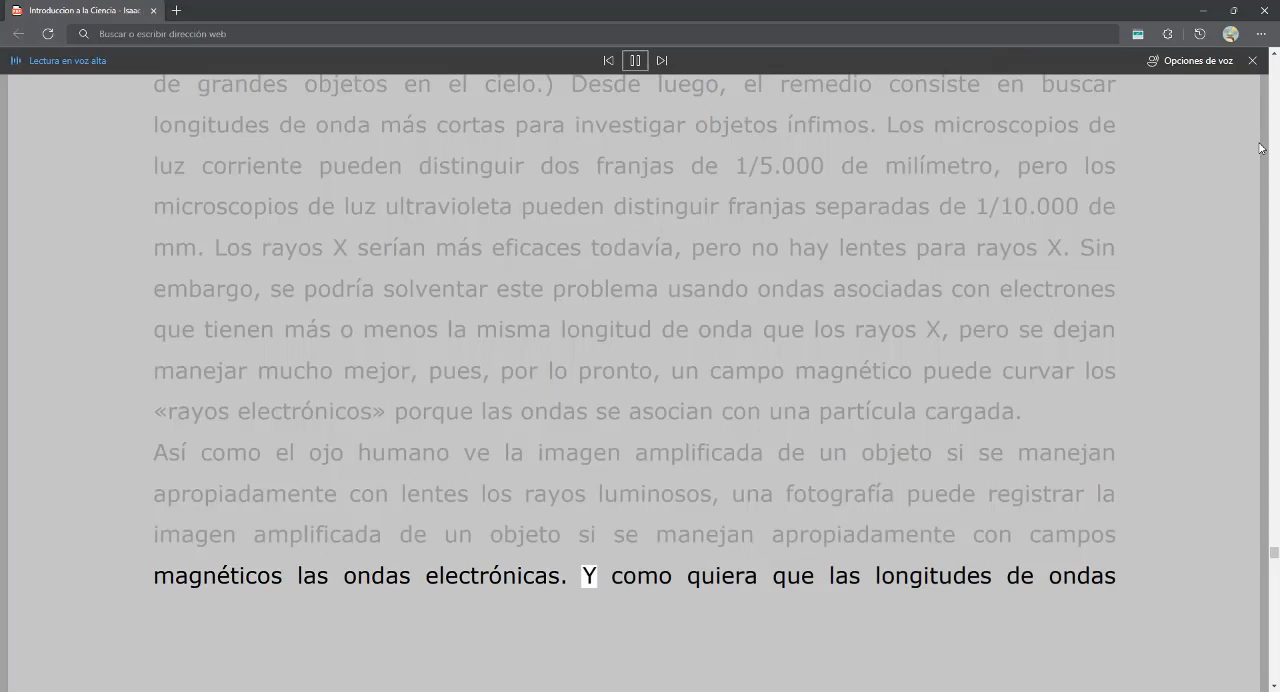 Introduccion a la Ciencia - Isaac
Buscar o escribir dirección web
Lectura en voz alta
Opciones de voz
de grandes objetos en el cielo.) Desde luego, el remedio consiste en buscar
longitudes de onda más cortas para investigar objetos ínfimos. Los microscopios de
luz corriente pueden distinguir dos franjas de 1/5.000 de milímetro, pero los
microscopios de luz ultravioleta pueden distinguir franjas separadas de 1/10.000 de
mm. Los rayos X serían más eficaces todavía, pero no hay lentes para rayos X. Sin
embargo, se podría solventar este problema usando ondas asociadas con electrones
que tienen más o menos la misma longitud de onda que los rayos X, pero se dejan
manejar mucho mejor, pues, por lo pronto, un campo magnético puede curvar los
«rayos electrónicos» porque las ondas se asocian con una partícula cargada.
Así como el ojo humano ve la imagen amplificada de un objeto si se manejan
apropiadamente con lentes los rayos luminosos, una fotografía puede registrar la
imagen amplificada de un objeto si se manejan apropiadamente con campos
magnéticos las ondas electrónicas. Y como quiera que las longitudes de ondas